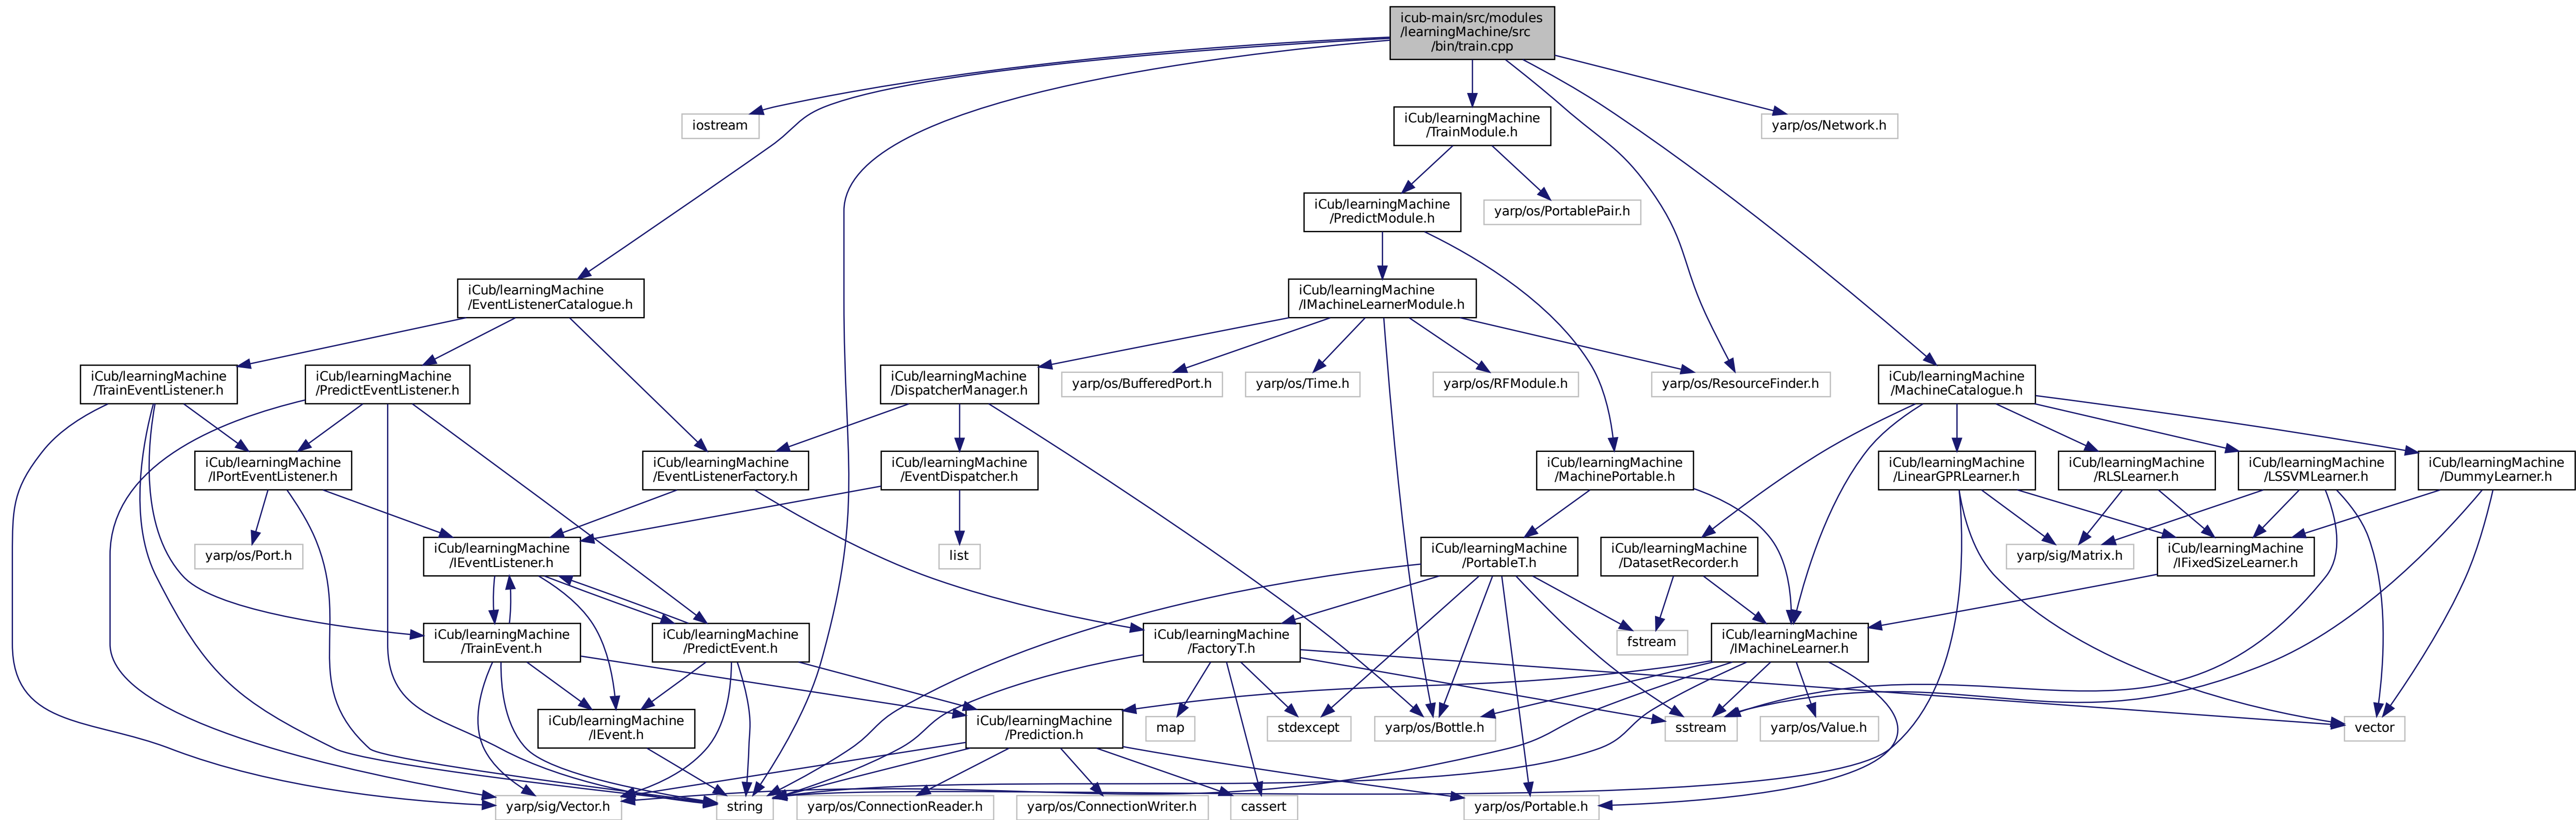 icub-main/src/modules
/learningMachine/src
/bin/train.cpp
iostream
iCub/learningMachine
/TrainModule.h
yarp/os/Network.h
iCub/learningMachine
/PredictModule.h
yarp/os/PortablePair.h
iCub/learningMachine
/EventListenerCatalogue.h
iCub/learningMachine
/IMachineLearnerModule.h
iCub/learningMachine
/TrainEventListener.h
iCub/learningMachine
/PredictEventListener.h
iCub/learningMachine
/DispatcherManager.h
yarp/os/BufferedPort.h
yarp/os/Time.h
yarp/os/RFModule.h
yarp/os/ResourceFinder.h
iCub/learningMachine
/MachineCatalogue.h
iCub/learningMachine
/IPortEventListener.h
iCub/learningMachine
/EventListenerFactory.h
iCub/learningMachine
/EventDispatcher.h
iCub/learningMachine
/MachinePortable.h
iCub/learningMachine
/LinearGPRLearner.h
iCub/learningMachine
/RLSLearner.h
iCub/learningMachine
/LSSVMLearner.h
iCub/learningMachine
/DummyLearner.h
yarp/os/Port.h
iCub/learningMachine
/IEventListener.h
list
iCub/learningMachine
/PortableT.h
iCub/learningMachine
/DatasetRecorder.h
yarp/sig/Matrix.h
iCub/learningMachine
/IFixedSizeLearner.h
iCub/learningMachine
/TrainEvent.h
iCub/learningMachine
/PredictEvent.h
iCub/learningMachine
/FactoryT.h
fstream
iCub/learningMachine
/IMachineLearner.h
iCub/learningMachine
/IEvent.h
iCub/learningMachine
/Prediction.h
map
stdexcept
yarp/os/Bottle.h
sstream
yarp/os/Value.h
vector
yarp/sig/Vector.h
string
yarp/os/ConnectionReader.h
yarp/os/ConnectionWriter.h
cassert
yarp/os/Portable.h